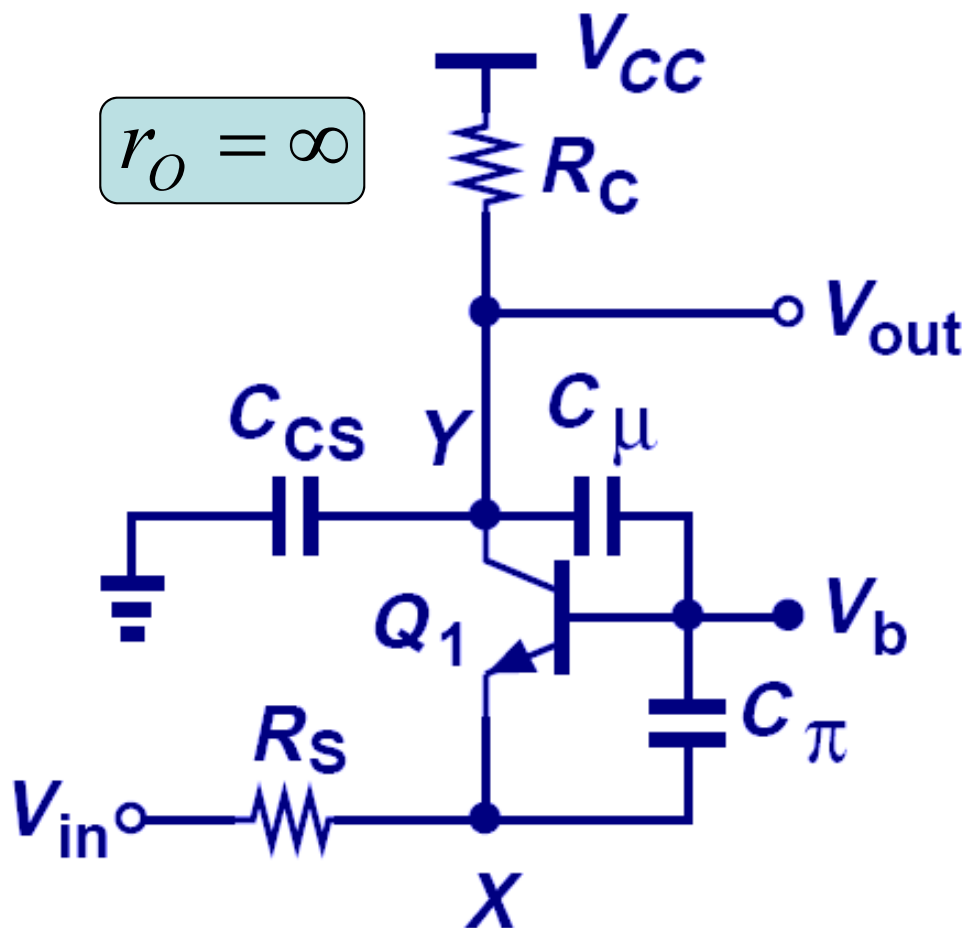 V_CC
r_O = ∞
R_C
V_out
C_CS
Y
C_μ
Q_1
V_b
R_S
C_π
V_in
X